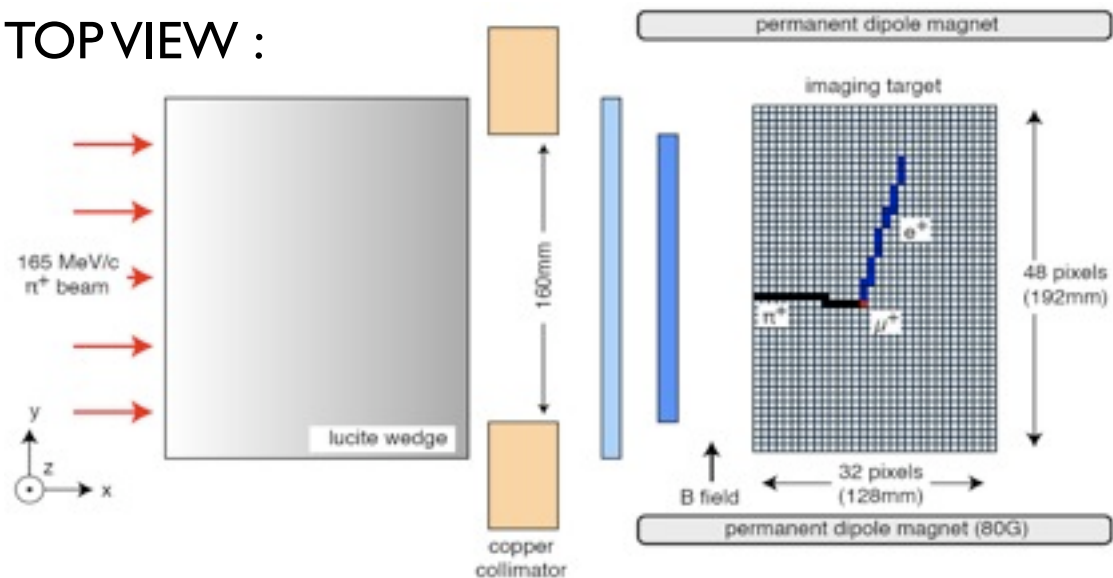 TOP VIEW :
permanent dipole magnet
imaging target
165 MeV/c
π⁺ beam
160mm
e⁺
π⁺
μ⁺
48 pixels
(192mm)
lucite wedge
y
z
x
B field
32 pixels
(128mm)
permanent dipole magnet (80G)
copper
collimator